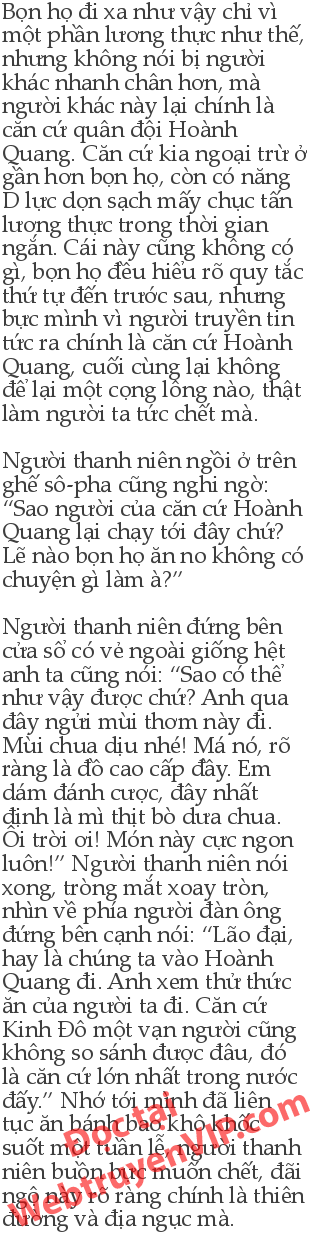 Bọn họ đi xa như vậy chỉ vì
một phần lương thực như thế,
nhưng không nói bị người
khác nhanh chân hơn, mà
người khác này lại chính là
căn cứ quân đội Hoành
Quang. Căn cứ kia ngoại trừ ở
gần hơn bọn họ, còn có năng
D lực dọn sạch mấy chục tấn
lương thực trong thời gian
ngắn. Cái này cũng không có
gì, bọn họ đều hiểu rõ quy tắc
thứ tự đến trước sau, nhưng
bực mình vì người truyền tin
tức ra chính là căn cứ Hoành
Quang, cuối cùng lại không
để lại một cọng lông nào, thật
làm người ta tức chết mà.
Người thanh niên ngồi ở trên
ghế sô-pha cũng nghi ngờ:
“Sao người của căn cứ Hoành
Quang lại chạy tới đây chứ?
Lẽ nào bọn họ ăn no không có
chuyện gì làm à?”
Người thanh niên đứng bên
cửa sổ có vẻ ngoài giống hệt
anh ta cũng nói: “Sao có thể
như vậy được chứ? Anh qua
đây ngửi mùi thơm này đi.
Mùi chua dịu nhé! Má nó, rõ
ràng là đồ cao cấp đầy. Em
dám đánh cược, đây nhất
định là mì thịt bò dưa chua.
Ôi trời ơi! Món này cực ngon
luôn!” Người thanh niên nói
xong, tròng mắt xoay tròn,
nhìn về phía người đàn ông
đứng bên cạnh nói: “Lão đại,
hay là chúng ta vào Hoành
Quang đi. Anh xem thử thức
ăn của người ta đi. Căn cứ
Kinh Đô một vạn người cũng
không so sánh được đâu, đó
là căn cứ lớn nhất trong nước
đấy.” Nhớ tới mình đã liên
tục ăn bánh bao khô khốc
suốt một tuần lễ, người thanh
niên buồn bực muốn chết, đãi
ngộ này rõ ràng chính là thiên
đường và địa ngục mà.
Đọc tại
WebtruyenVIP.com